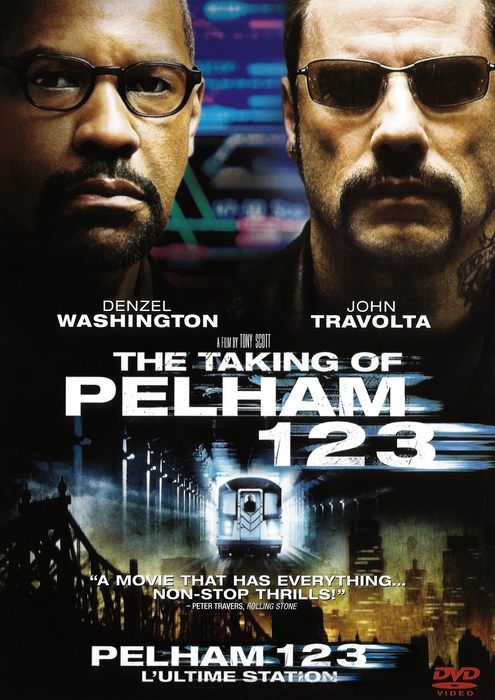 DENZEL
WASHINGTON
JOHN
TRAVOLTA
A FILM BY TONY SCOTT
THE TAKING OF
PELHAM
123
"A MOVIE THAT HAS EVERYTHING...
NON-STOP THRILLS!"
– PETER TRAVERS, ROLLING STONE
PELHAM 123
L'ULTIME STATION
DVD
VIDEO